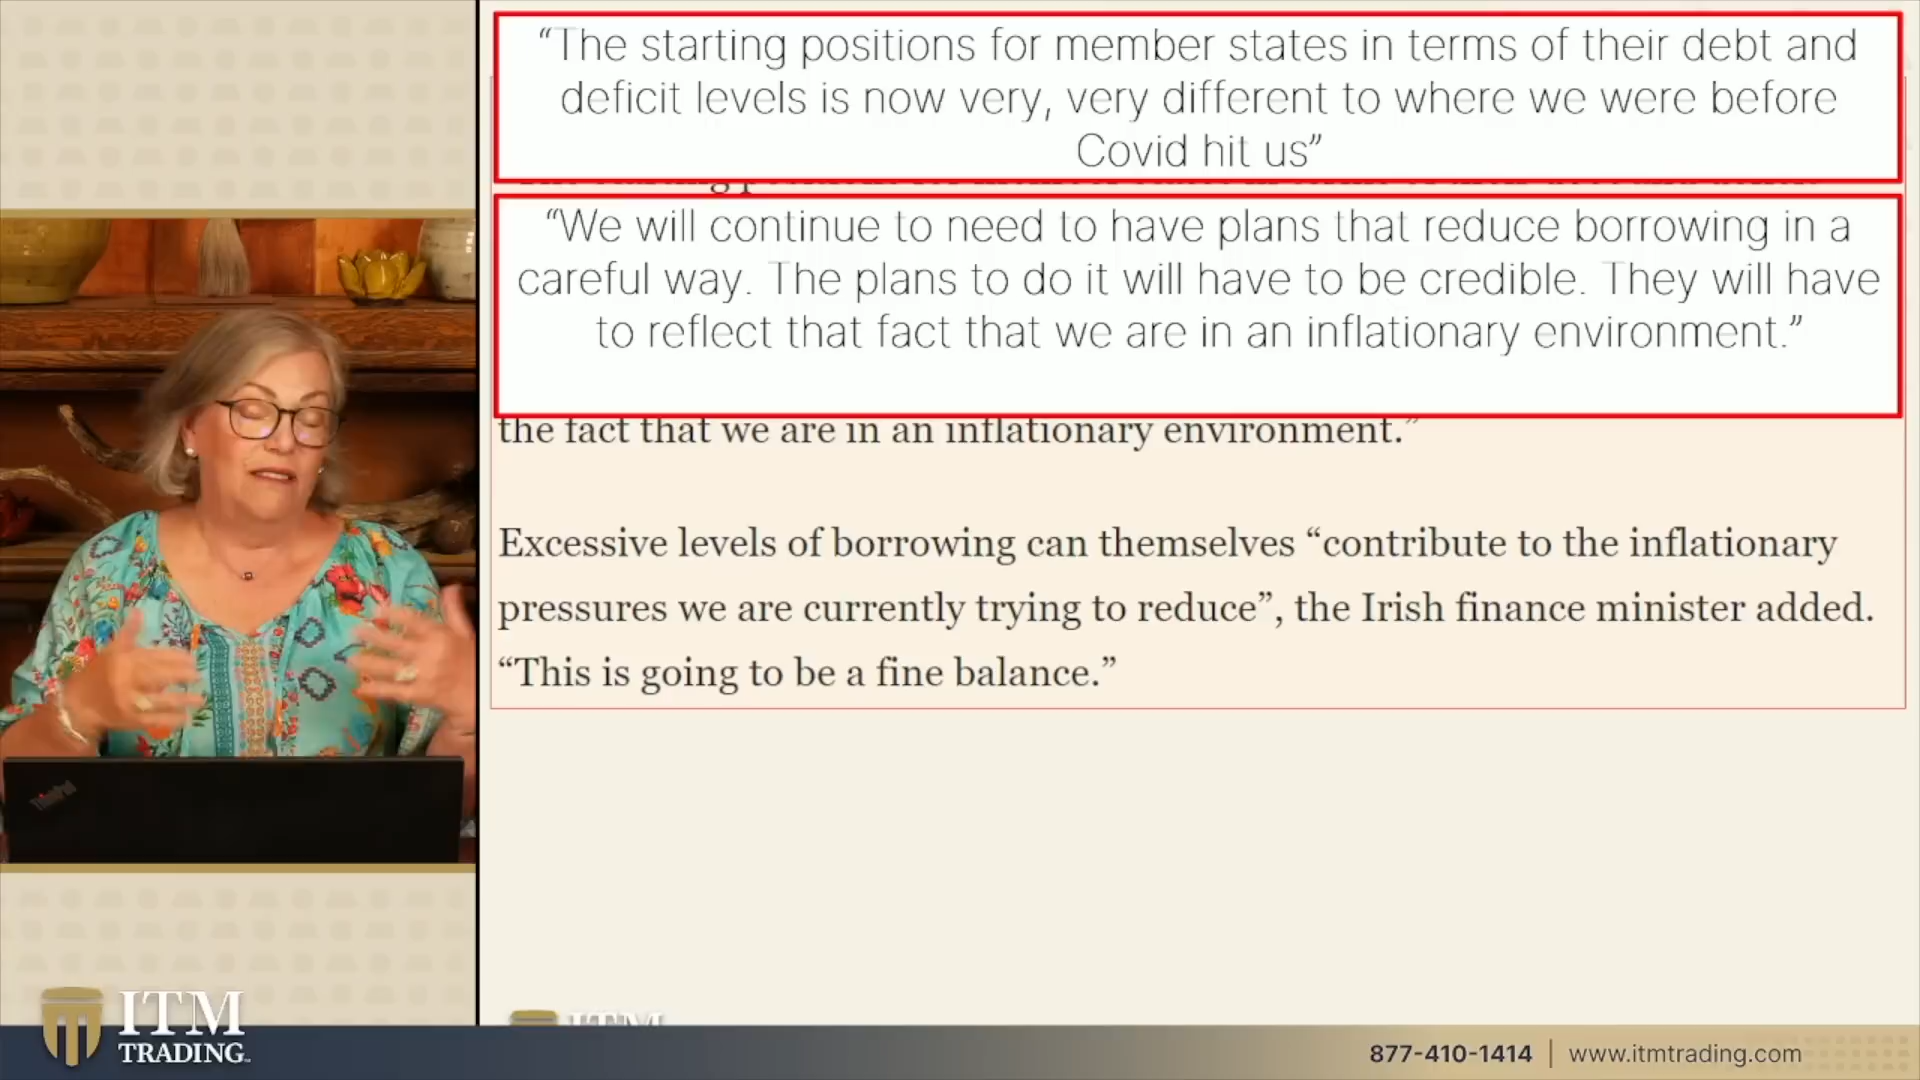 “The starting positions for member states in terms of their debt and
deficit levels is now very, very different to where we were before
Covid hit us”
“We will continue to need to have plans that reduce borrowing in a
careful way. The plans to do it will have to be credible. They will have
to reflect that fact that we are in an inflationary environment.”
the fact that we are in an inflationary environment.”
Excessive levels of borrowing can themselves “contribute to the inflationary
pressures we are currently trying to reduce”, the Irish finance minister added.
“This is going to be a fine balance.”
ThinkPad
ITM
TRADING
ITM
877-410-1414 | www.itmtrading.com